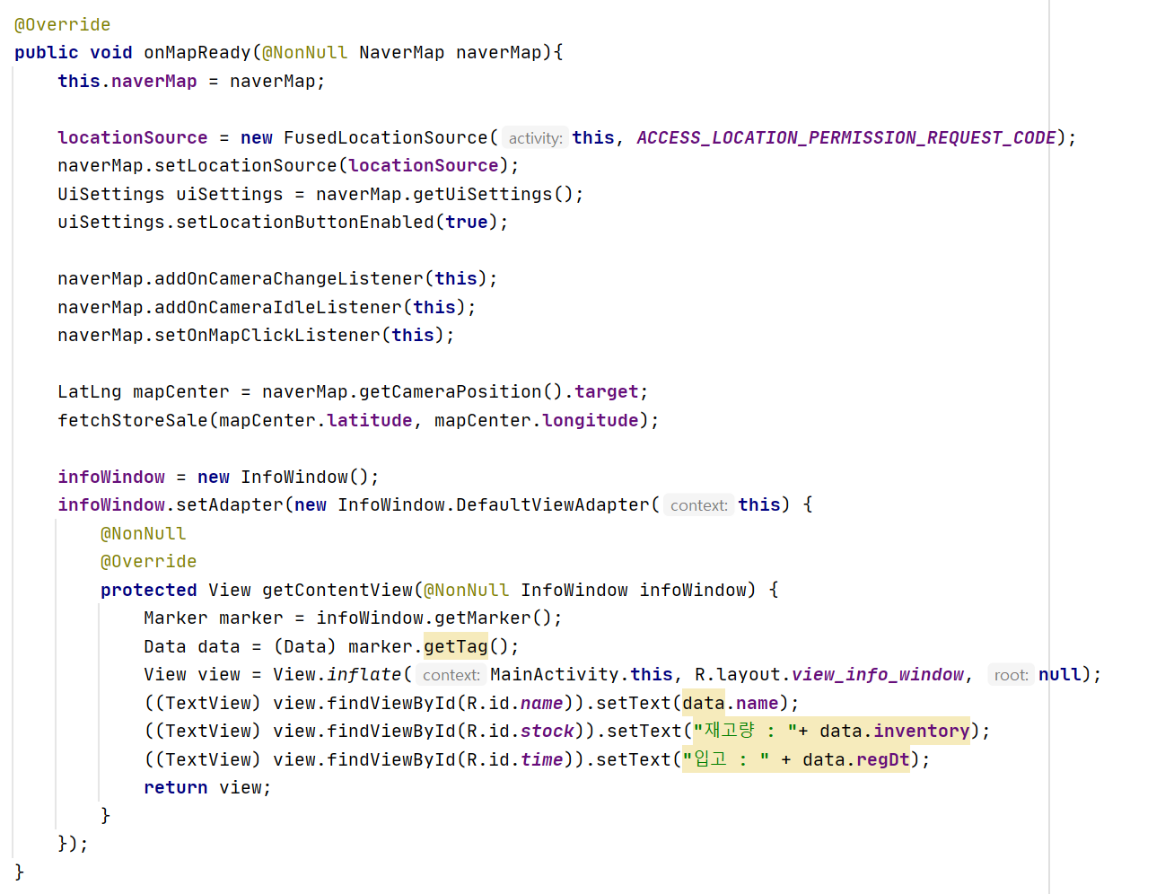 @Override
public void onMapReady(@NonNull NaverMap naverMap){
    this.naverMap = naverMap;

    locationSource = new FusedLocationSource( activity: this, ACCESS_LOCATION_PERMISSION_REQUEST_CODE);
    naverMap.setLocationSource(locationSource);
    UiSettings uiSettings = naverMap.getUiSettings();
    uiSettings.setLocationButtonEnabled(true);

    naverMap.addOnCameraChangeListener(this);
    naverMap.addOnCameraIdleListener(this);
    naverMap.setOnMapClickListener(this);

    LatLng mapCenter = naverMap.getCameraPosition().target;
    fetchStoreSale(mapCenter.latitude, mapCenter.longitude);

    infoWindow = new InfoWindow();
    infoWindow.setAdapter(new InfoWindow.DefaultViewAdapter( context: this) {
        @NonNull
        @Override
        protected View getContentView(@NonNull InfoWindow infoWindow) {
            Marker marker = infoWindow.getMarker();
            Data data = (Data) marker.getTag();
            View view = View.inflate( context: MainActivity.this, R.layout.view_info_window, root: null);
            ((TextView) view.findViewById(R.id.name)).setText(data.name);
            ((TextView) view.findViewById(R.id.stock)).setText("재고량 : "+ data.inventory);
            ((TextView) view.findViewById(R.id.time)).setText("입고 : " + data.regDt);
            return view;
        }
    });
}